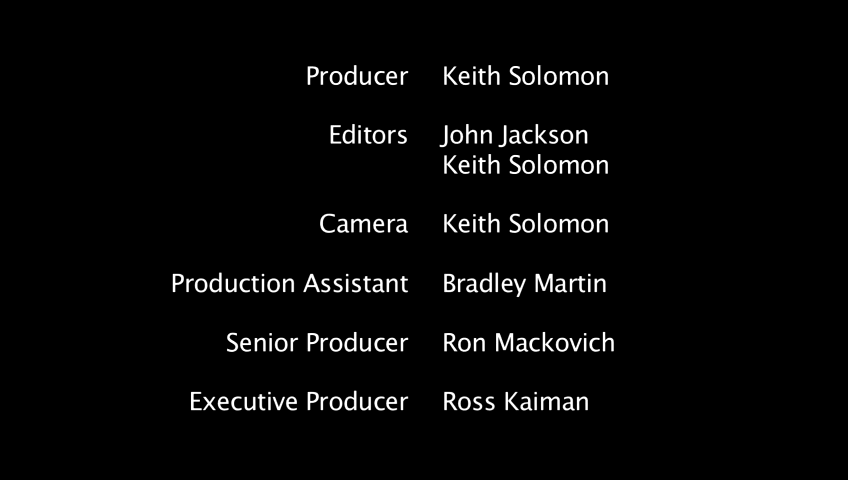 Producer Keith Solomon
Editors John Jackson
Keith Solomon
Camera Keith Solomon
Production Assistant Bradley Martin
Senior Producer Ron Mackovich
Executive Producer Ross Kaiman